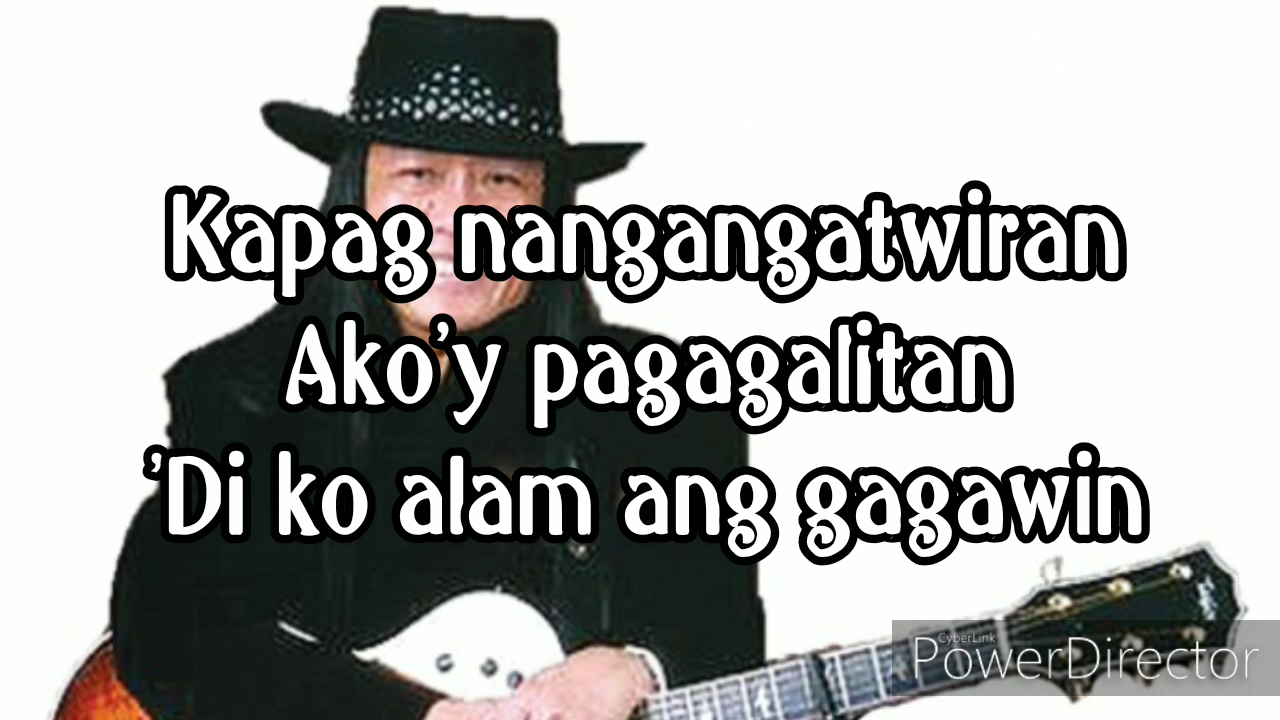 Kapag nangangatwiran
Ako'y pagagalitan
'Di ko alam ang gagawin
CyberLink
PowerDirector